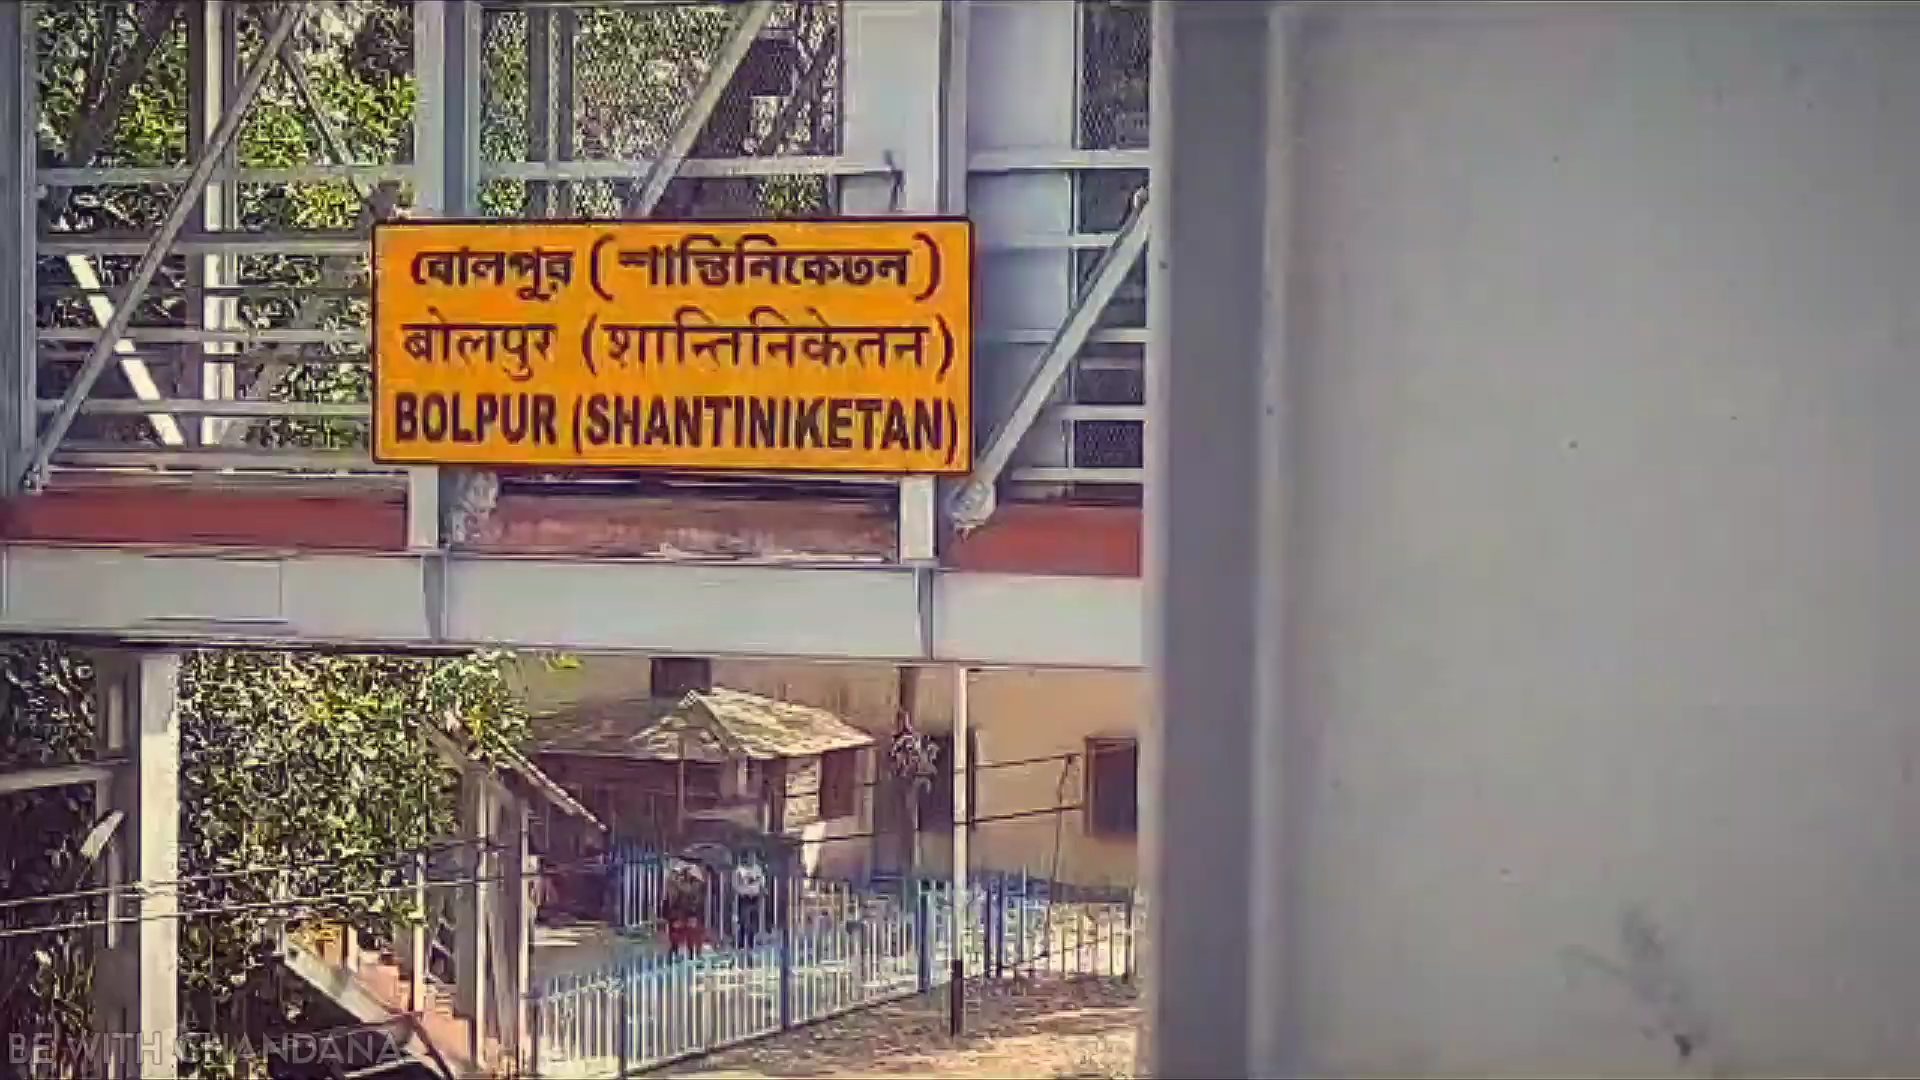 বোলপুর (শান্তিনিকেতন)
बोलपुर (शान्तिनिकेतन)
BOLPUR (SHANTINIKETAN)
BE WITH CHANDANA